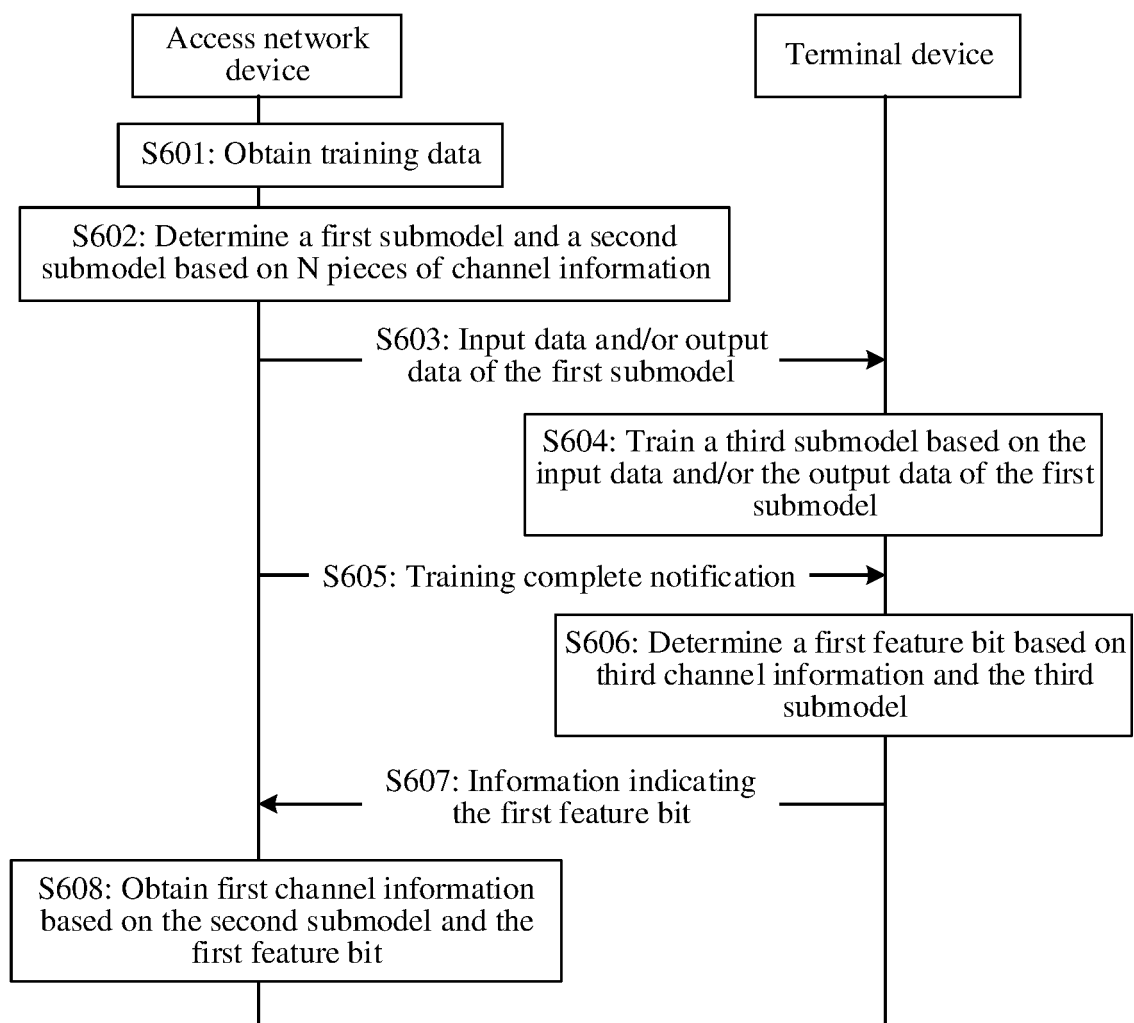 Access network
device
Terminal device
S601: Obtain training data
S602: Determine a first submodel and a second
submodel based on N pieces of channel information
S603: Input data and/or output
data of the first submodel
S604: Train a third submodel based on the
input data and/or the output data of the first
submodel
S605: Training complete notification
S606: Determine a first feature bit based on
third channel information and the third
submodel
S607: Information indicating
the first feature bit
S608: Obtain first channel information
based on the second submodel and the
first feature bit